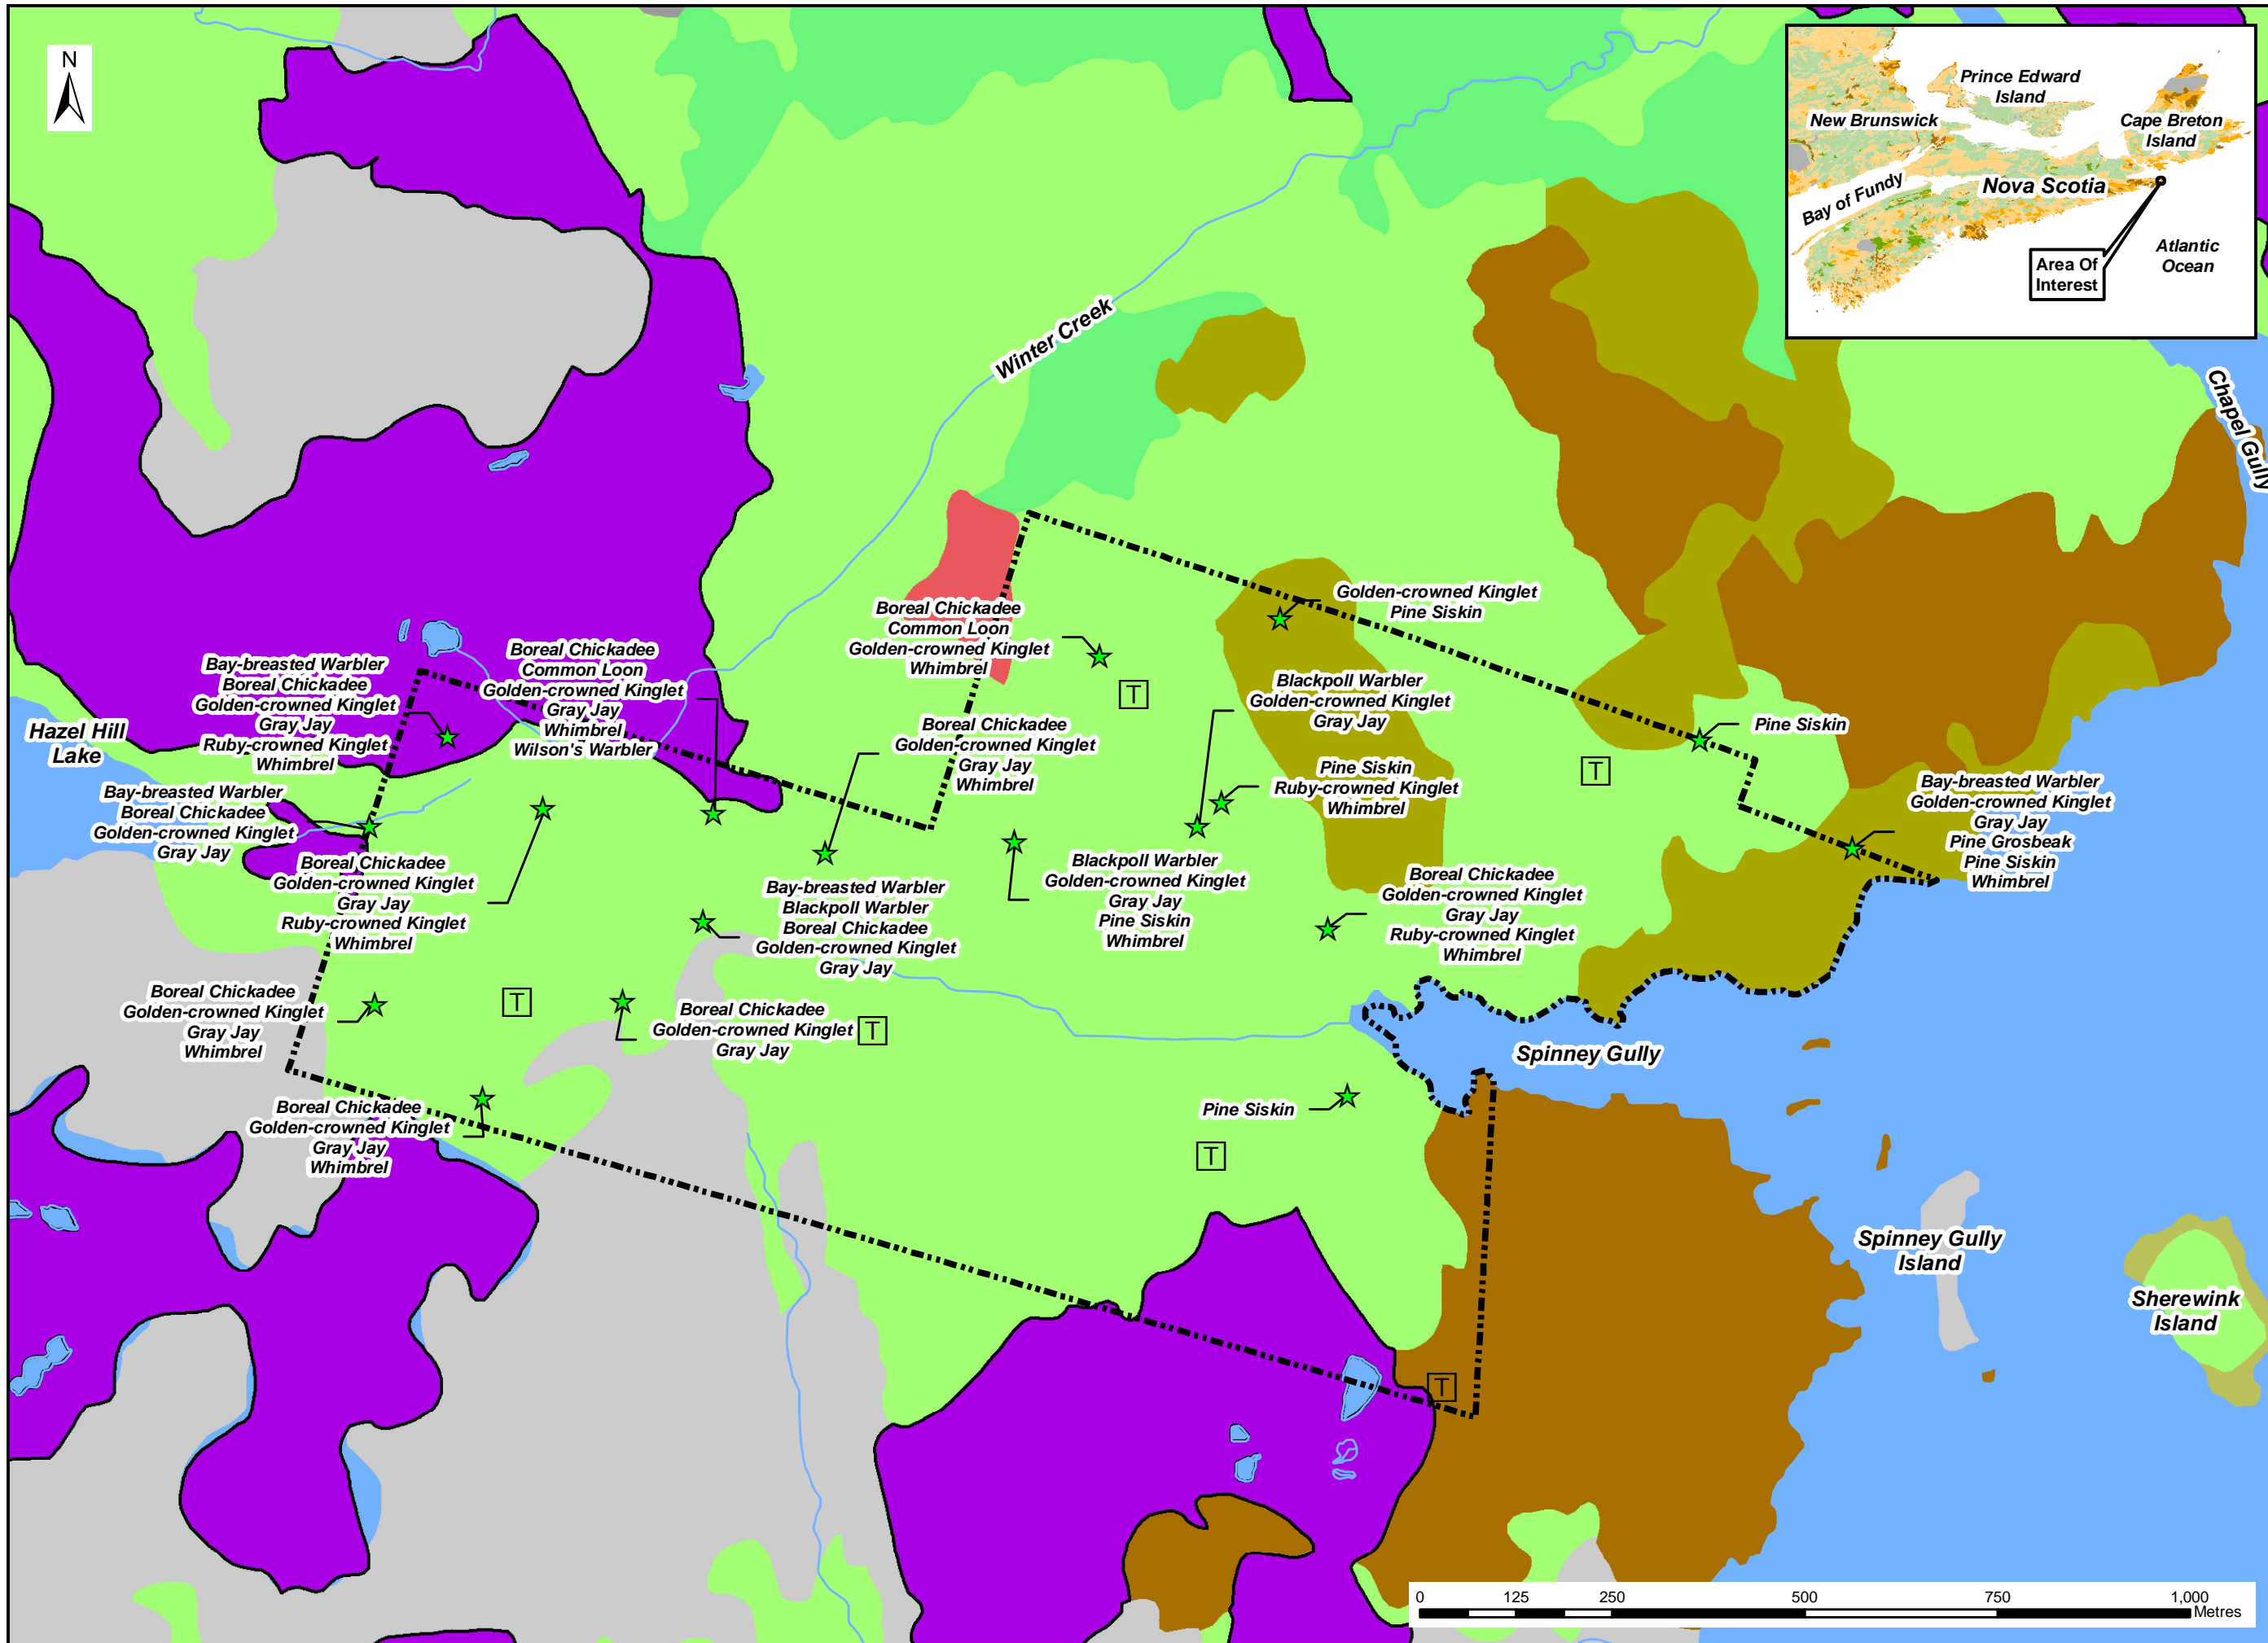 N
Prince Edward
Island
New Brunswick
Cape Breton
Island
Nova Scotia
Bay of Fundy
Area Of
Interest
Atlantic
Ocean
Winter Creek
Chapel Gully
Golden-crowned Kinglet
Pine Siskin
Boreal Chickadee
Common Loon
Golden-crowned Kinglet
Whimbrel
T
Bay-breasted Warbler
Boreal Chickadee
Golden-crowned Kinglet
Gray Jay
Ruby-crowned Kinglet
Whimbrel
Boreal Chickadee
Common Loon
Golden-crowned Kinglet
Gray Jay
Whimbrel
Wilson's Warbler
Hazel Hill
Lake
Boreal Chickadee
Golden-crowned Kinglet
Gray Jay
Whimbrel
Blackpoll Warbler
Golden-crowned Kinglet
Gray Jay
Pine Siskin
Ruby-crowned Kinglet
Whimbrel
Pine Siskin
T
Bay-breasted Warbler
Golden-crowned Kinglet
Gray Jay
Pine Grosbeak
Pine Siskin
Whimbrel
Bay-breasted Warbler
Boreal Chickadee
Golden-crowned Kinglet
Gray Jay
Boreal Chickadee
Golden-crowned Kinglet
Gray Jay
Ruby-crowned Kinglet
Whimbrel
Bay-breasted Warbler
Blackpoll Warbler
Boreal Chickadee
Golden-crowned Kinglet
Gray Jay
Blackpoll Warbler
Golden-crowned Kinglet
Gray Jay
Pine Siskin
Whimbrel
Boreal Chickadee
Golden-crowned Kinglet
Gray Jay
Ruby-crowned Kinglet
Whimbrel
Boreal Chickadee
Golden-crowned Kinglet
Gray Jay
Whimbrel
T
Boreal Chickadee
Golden-crowned Kinglet
Gray Jay
T
Spinney Gully
Boreal Chickadee
Golden-crowned Kinglet
Gray Jay
Whimbrel
Pine Siskin
T
Spinney Gully
Island
Sherewink
Island
T
0 125 250 500 750 1,000
Metres